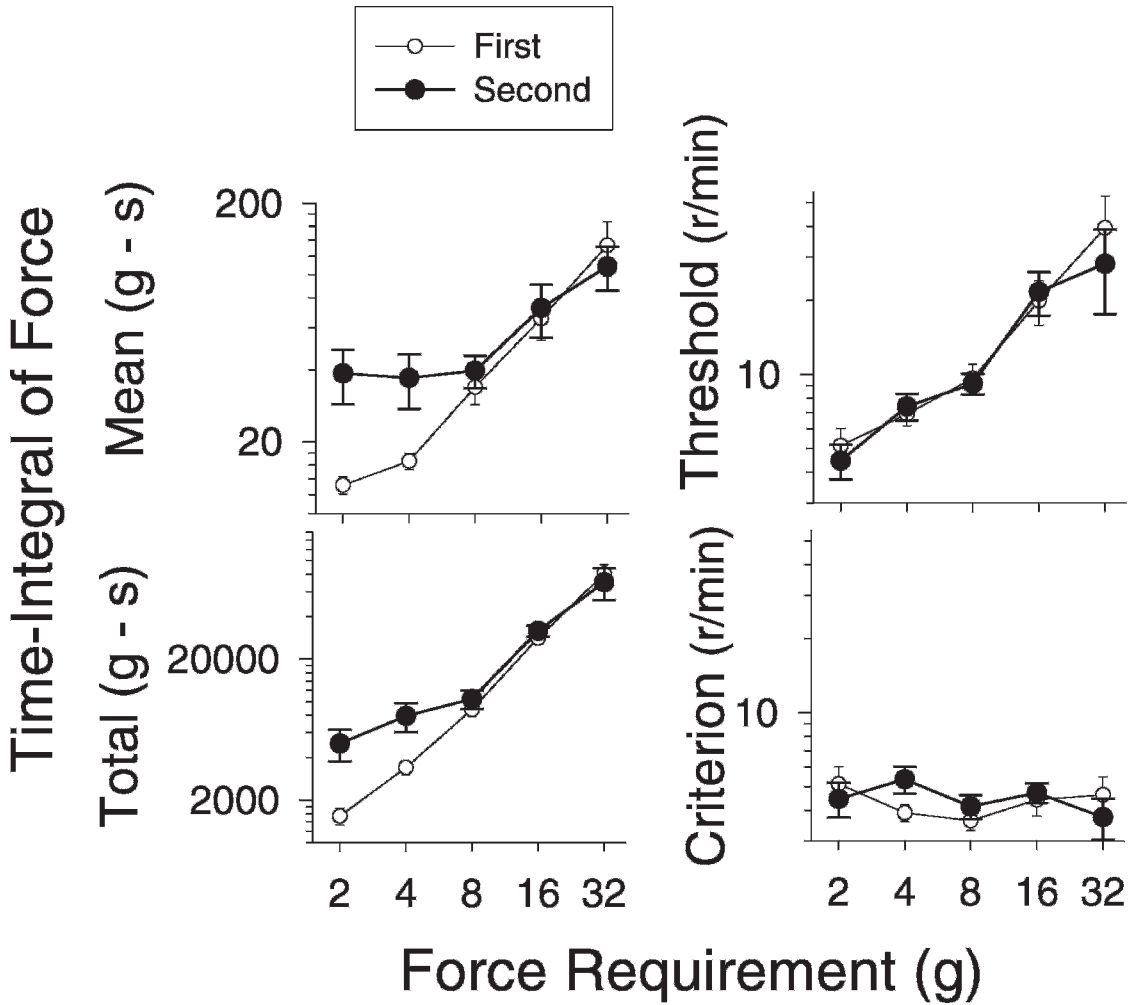 First
Second
Time-Integral of Force
Mean (g - s)
200
20
Threshold (r/min)
10
Total (g - s)
20000
2000
2 4 8 16 32
Criterion (r/min)
10
2 4 8 16 32
Force Requirement (g)